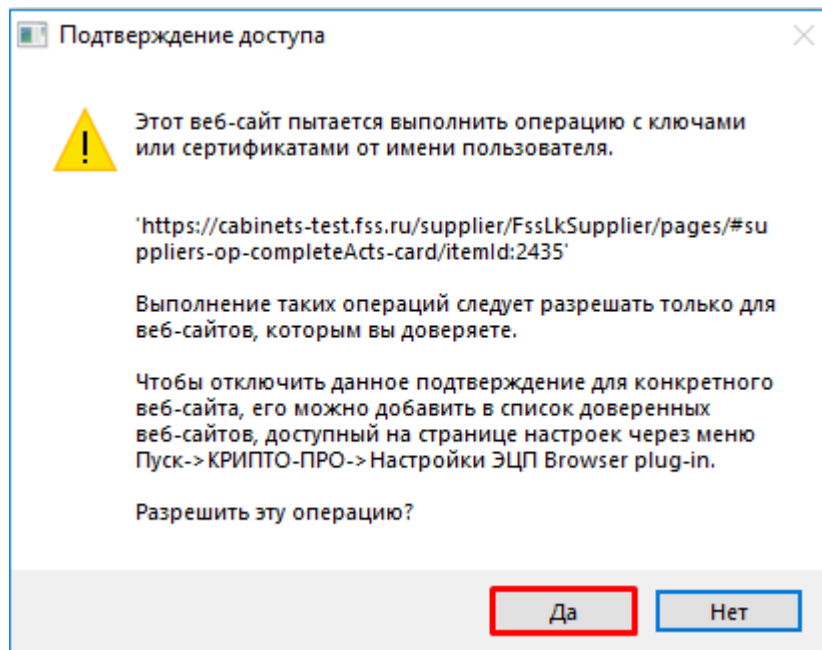 Подтверждение доступа
Этот веб-сайт пытается выполнить операцию с ключами
или сертификатами от имени пользователя.
'https://cabinets-test.fss.ru/supplier/FssLkSupplier/pages/#su
ppliers-op-completeActs-card/itemId:2435'
Выполнение таких операций следует разрешать только для
веб-сайтов, которым вы доверяете.
Чтобы отключить данное подтверждение для конкретного
веб-сайта, его можно добавить в список доверенных
веб-сайтов, доступный на странице настроек через меню
Пуск->КРИПТО-ПРО->Настройки ЭЦП Browser plug-in.
Разрешить эту операцию?
Да Нет